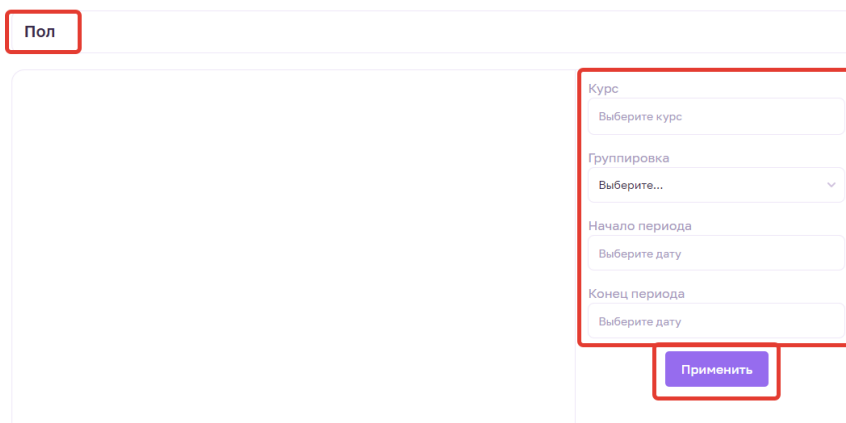 Пол
Курс
Выберите курс
Группировка
Выберите...
Начало периода
Выберите дату
Конец периода
Выберите дату
Применить